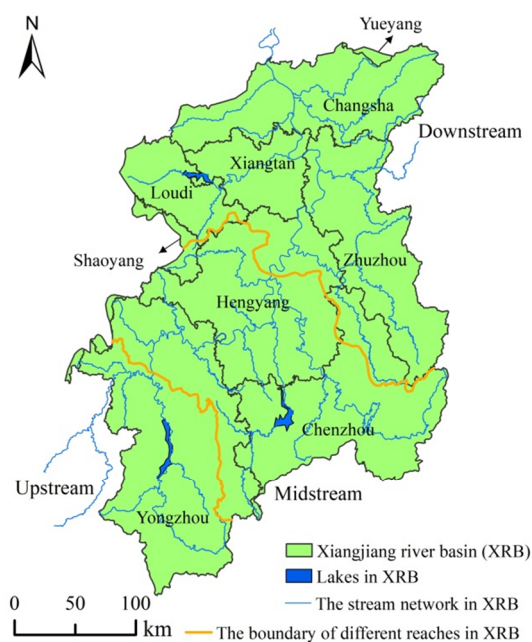 N
Yueyang
Changsha
Downstream
Xiangtan
Loudi
Shaoyang
Zhuzhou
Hengyang
Chenzhou
Upstream
Midstream
Yongzhou
Xiangjiang river basin (XRB)
Lakes in XRB
The stream network in XRB
0 50 100
km
The boundary of different reaches in XRB